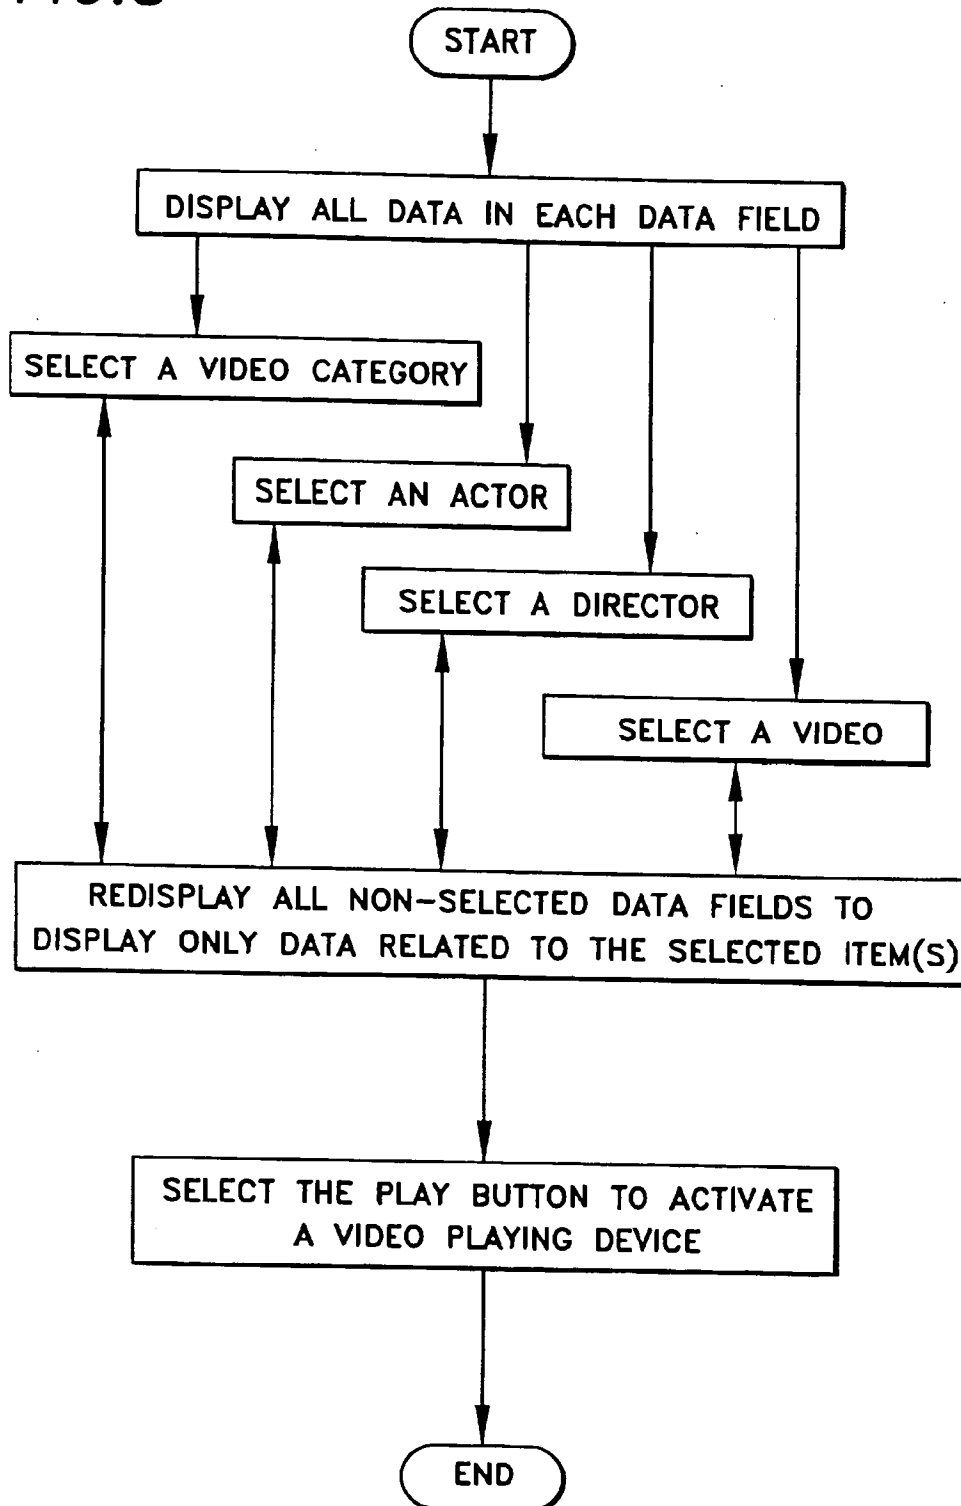 START
DISPLAY ALL DATA IN EACH DATA FIELD
SELECT A VIDEO CATEGORY
SELECT AN ACTOR
SELECT A DIRECTOR
SELECT A VIDEO
REDISPLAY ALL NON-SELECTED DATA FIELDS TO
DISPLAY ONLY DATA RELATED TO THE SELECTED ITEM(S)
SELECT THE PLAY BUTTON TO ACTIVATE
A VIDEO PLAYING DEVICE
END